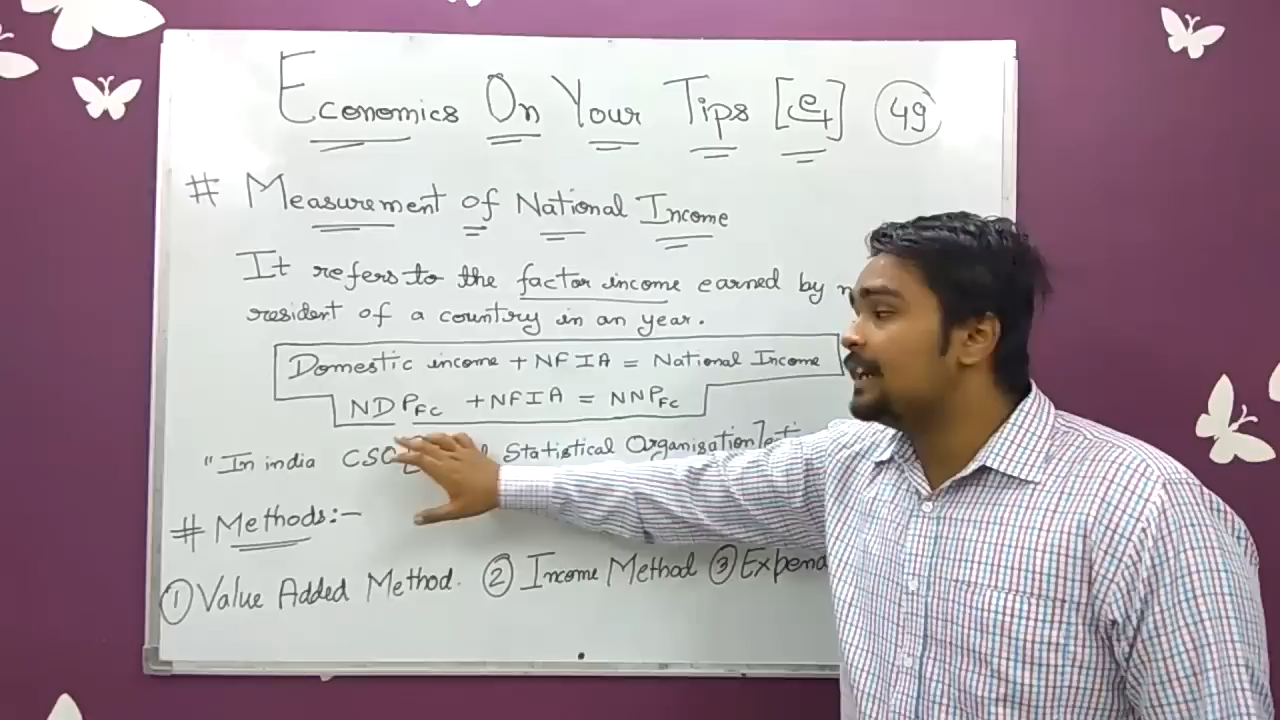 Economics On Your Tips [e4] 49
# Measurement of National Income
It refers to the factor income earned by
resident of a country in an year.
Domestic income + NFIA = National Income
NDPFC + NFIA = NNPFC
"In india CSO Statistical Organisation]
# Methods:-
① Value Added Method. ② Income Method ③ Expend